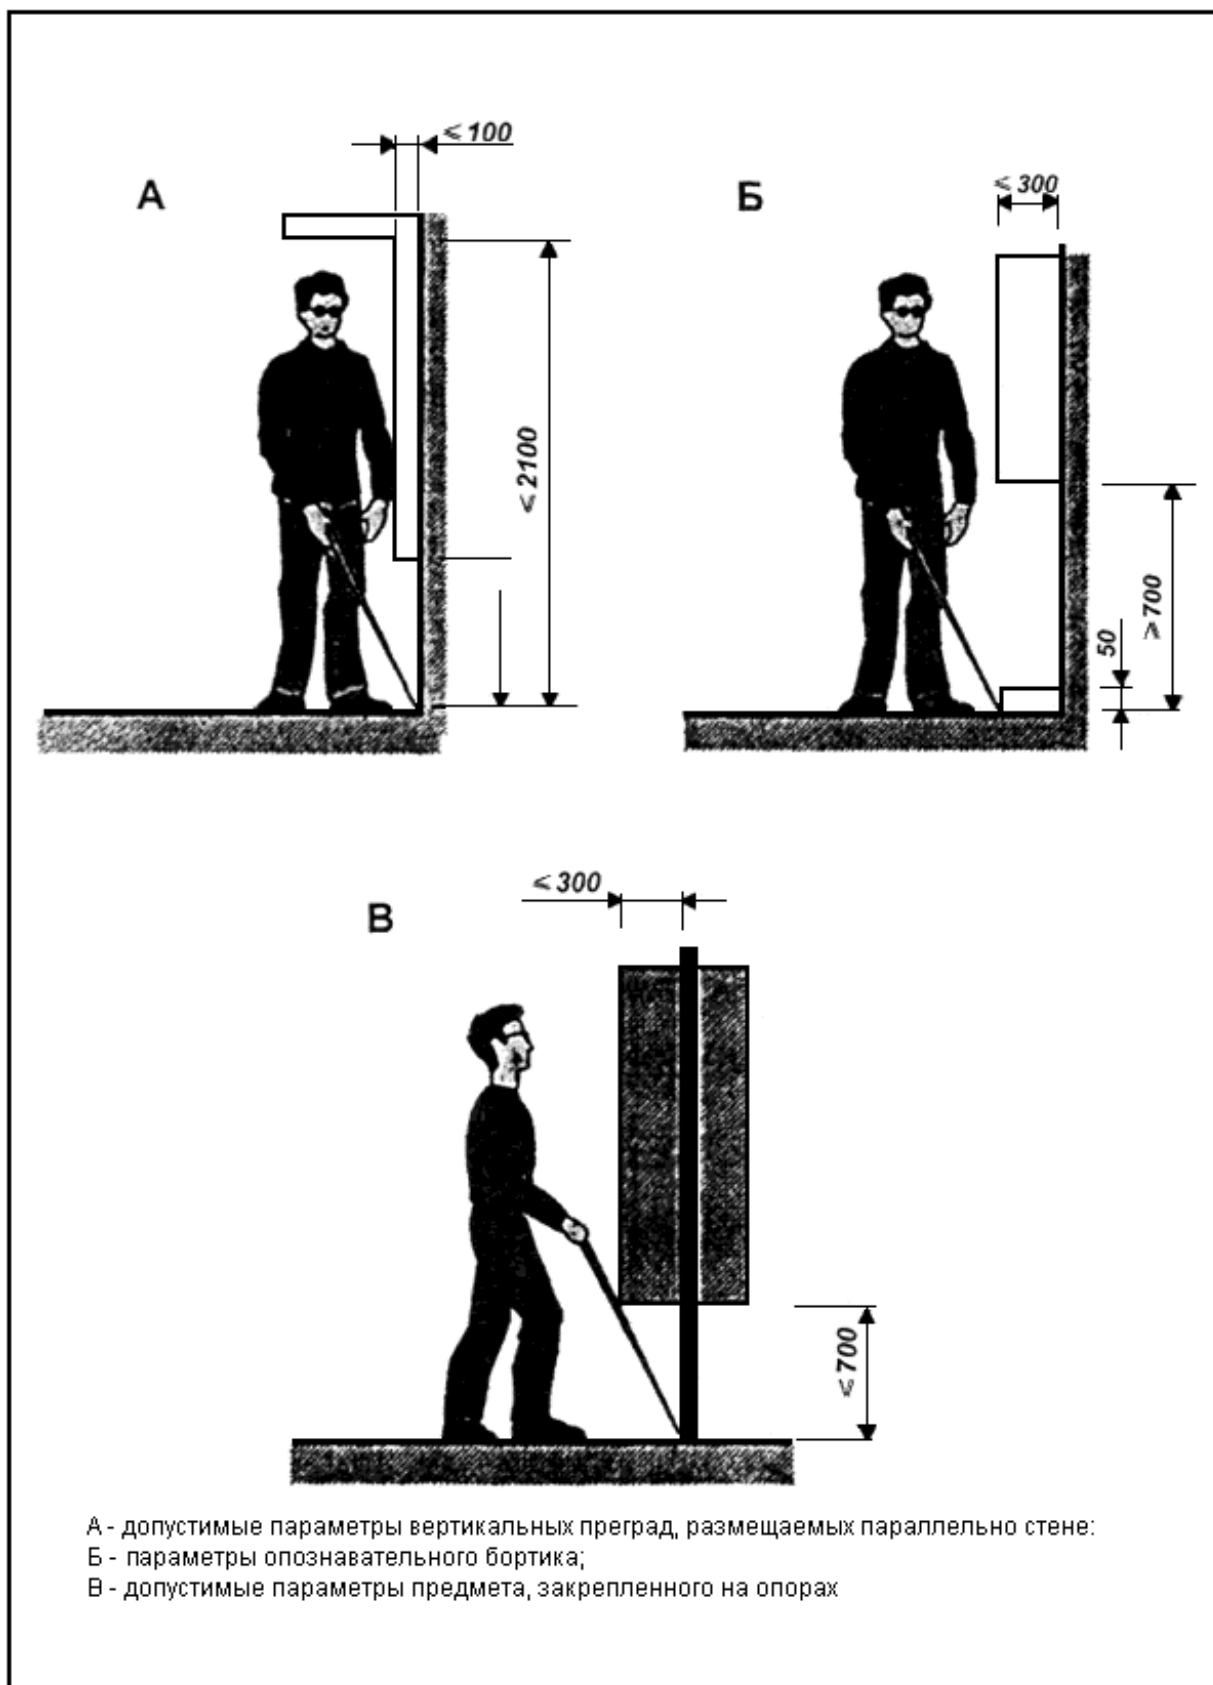 А
≤ 100
≤ 2100
Б
≤ 300
≥ 700
50
В
≤ 300
≤ 700
А - допустимые параметры вертикальных преград, размещаемых параллельно стене:
Б - параметры опознавательного бортика;
В - допустимые параметры предмета, закрепленного на опорах